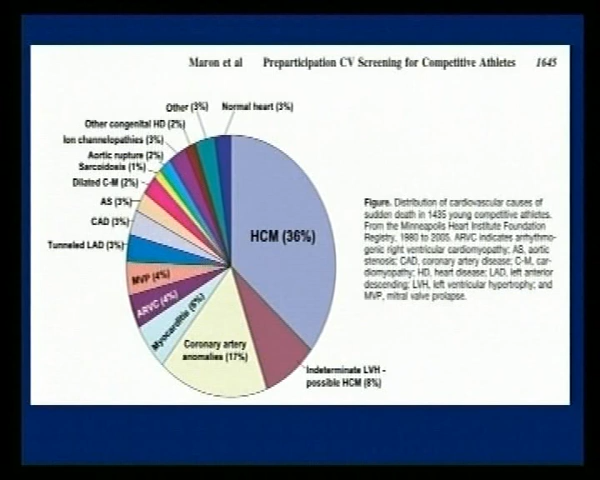 Maron et al Preparticipation CV Screening for Competitive Athletes 1645
Other (3%) Normal heart (3%)
Other congenital HD (2%)
Ion channelopathies (3%)
Aortic rupture (2%)
Sarcoidosis (1%)
Dilated C-M (2%)
AS (3%)
CAD (3%)
Tunneled LAD (3%)
MVP (4%)
ARVC (4%)
Myocarditis (6%)
Coronary artery
anomalies (17%)
HCM (36%)
Indeterminate LVH -
possible HCM (8%)
Figure. Distribution of cardiovascular causes of
sudden death in 1435 young competitive athletes.
From the Minneapolis Heart Institute Foundation
Registry, 1980 to 2005. ARVC indicates arrhythmo-
genic right ventricular cardiomyopathy; AS, aortic
stenosis; CAD, coronary artery disease; C-M, car-
diomyopathy; HD, heart disease; LAD, left anterior
descending; LVH, left ventricular hypertrophy; and
MVP, mitral valve prolapse.